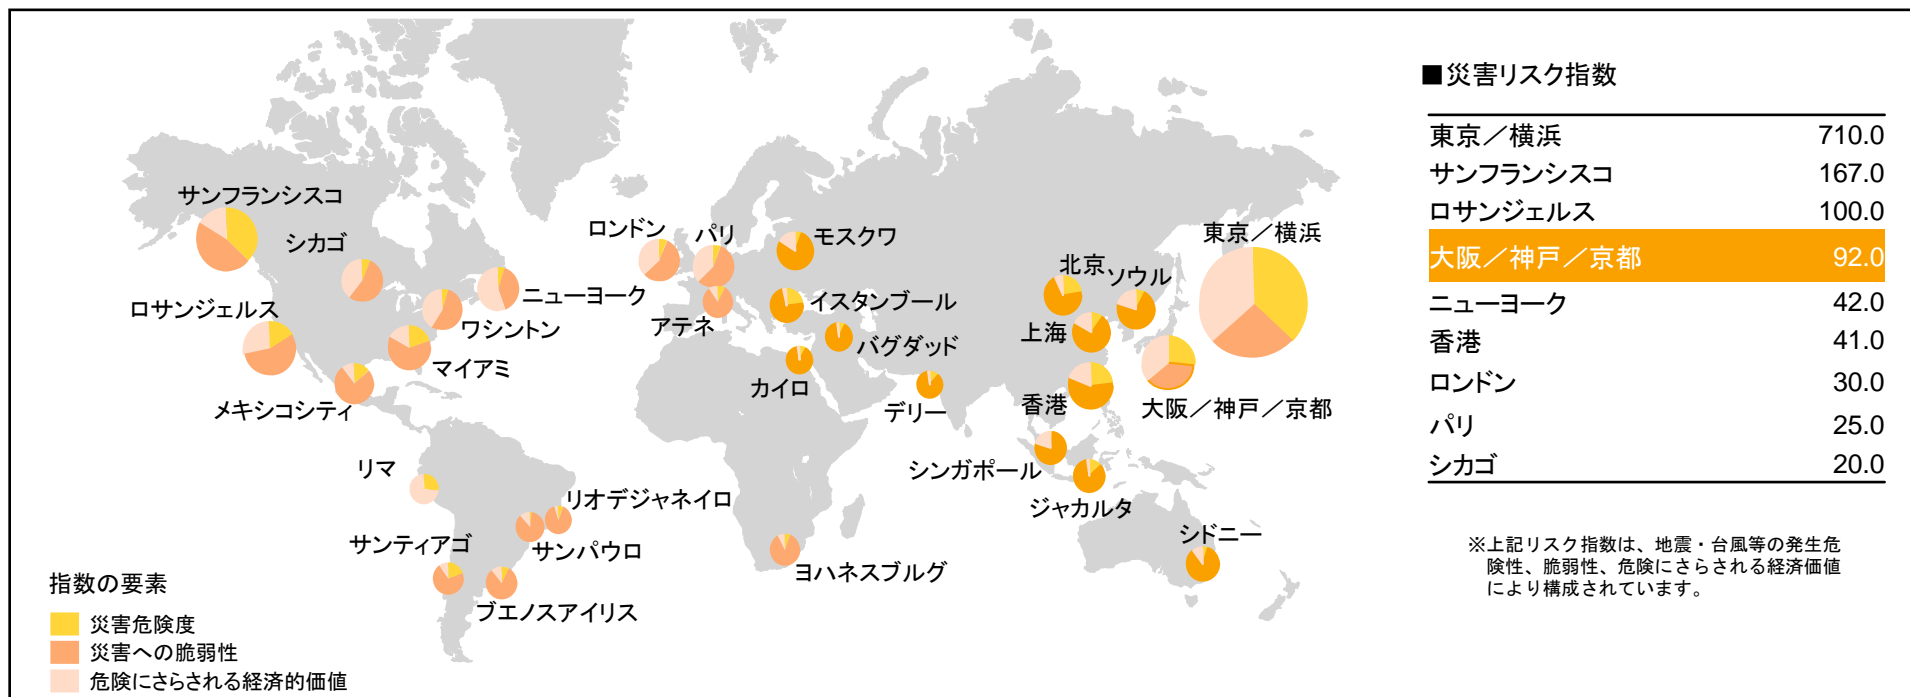 サンフランシスコ
シカゴ
ロサンジェルス
ニューヨーク
ワシントン
マイアミ
メキシコシティ
リマ
リオデジャネイロ
サンパウロ
サンティアゴ
ブエノスアイリス
ロンドン
パリ
モスクワ
アテネ
イスタンブール
バグダッド
カイロ
デリー
ヨハネスブルグ
北京
ソウル
上海
香港
東京／横浜
大阪／神戸／京都
シンガポール
ジャカルタ
シドニー
指数の要素
災害危険度
災害への脆弱性
危険にさらされる経済的価値
■災害リスク指数
東京／横浜 710.0
サンフランシスコ 167.0
ロサンジェルス 100.0
大阪／神戸／京都 92.0
ニューヨーク 42.0
香港 41.0
ロンドン 30.0
パリ 25.0
シカゴ 20.0
※上記リスク指数は、地震・台風等の発生危
険性、脆弱性、危険にさらされる経済価値
により構成されています。